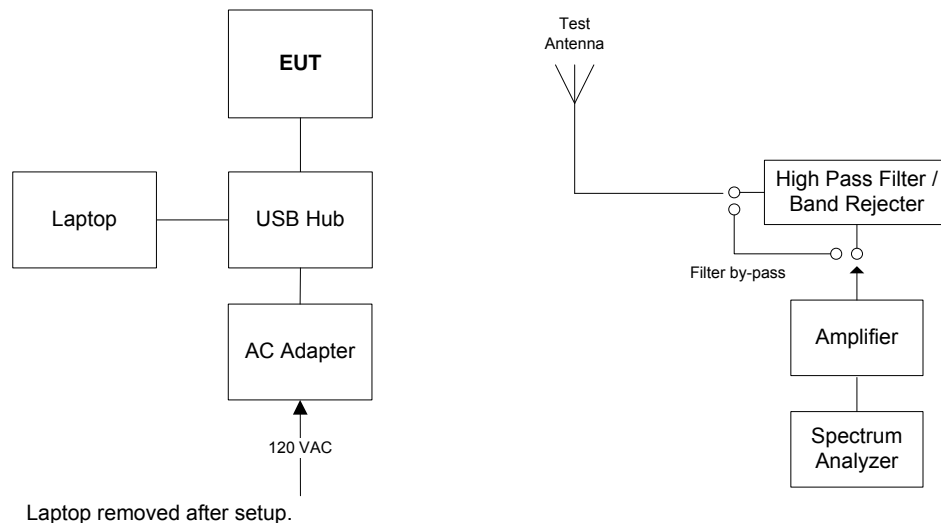 EUT
Laptop
USB Hub
AC Adapter
120 VAC
Laptop removed after setup.
Test
Antenna
High Pass Filter /
Band Rejecter
Filter by-pass
Amplifier
Spectrum
Analyzer